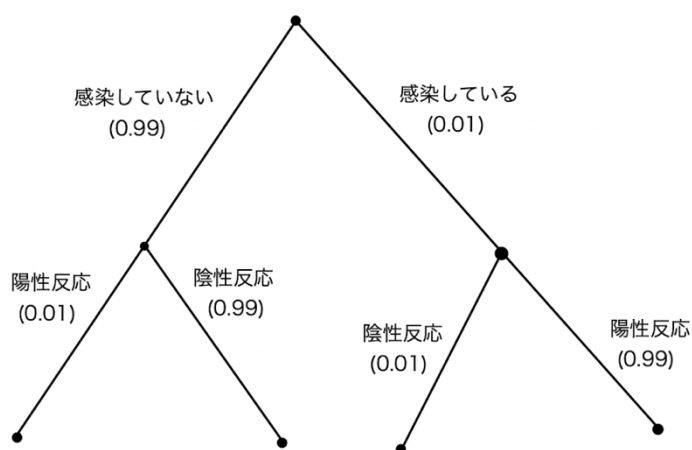 感染していない
(0.99)
感染している
(0.01)
陽性反応
(0.01)
陰性反応
(0.99)
陰性反応
(0.01)
陽性反応
(0.99)